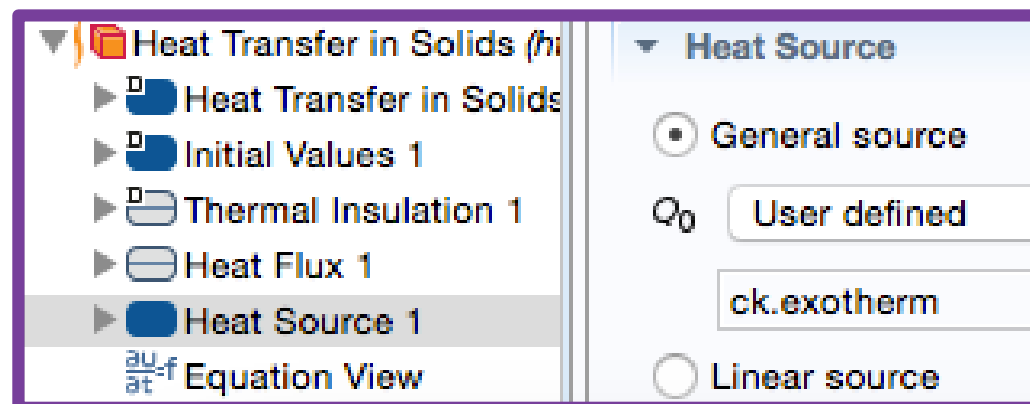 Heat Transfer in Solids (h
D Heat Transfer in Solids
D Initial Values 1
D Thermal Insulation 1
Heat Flux 1
Heat Source 1
∂u/∂t=f Equation View
Heat Source
General source
Q₀ User defined
ck.exotherm
Linear source